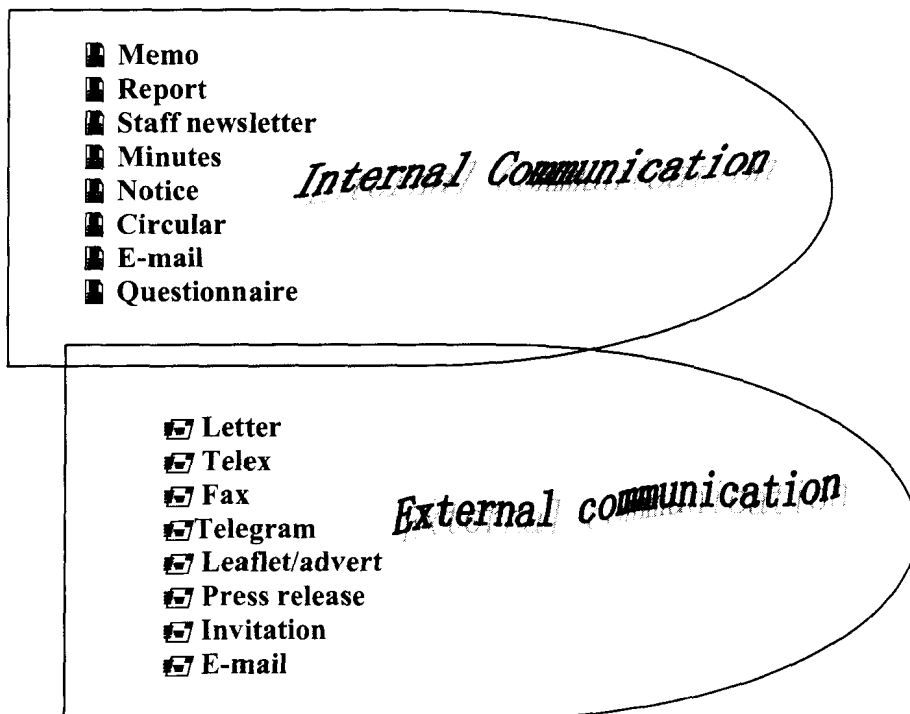 Memo
Report
Staff newsletter
Minutes
Notice
Circular
E-mail
Questionnaire
Internal Communication
Letter
Telex
Fax
Telegram
Leaflet/advert
Press release
Invitation
E-mail
External communication